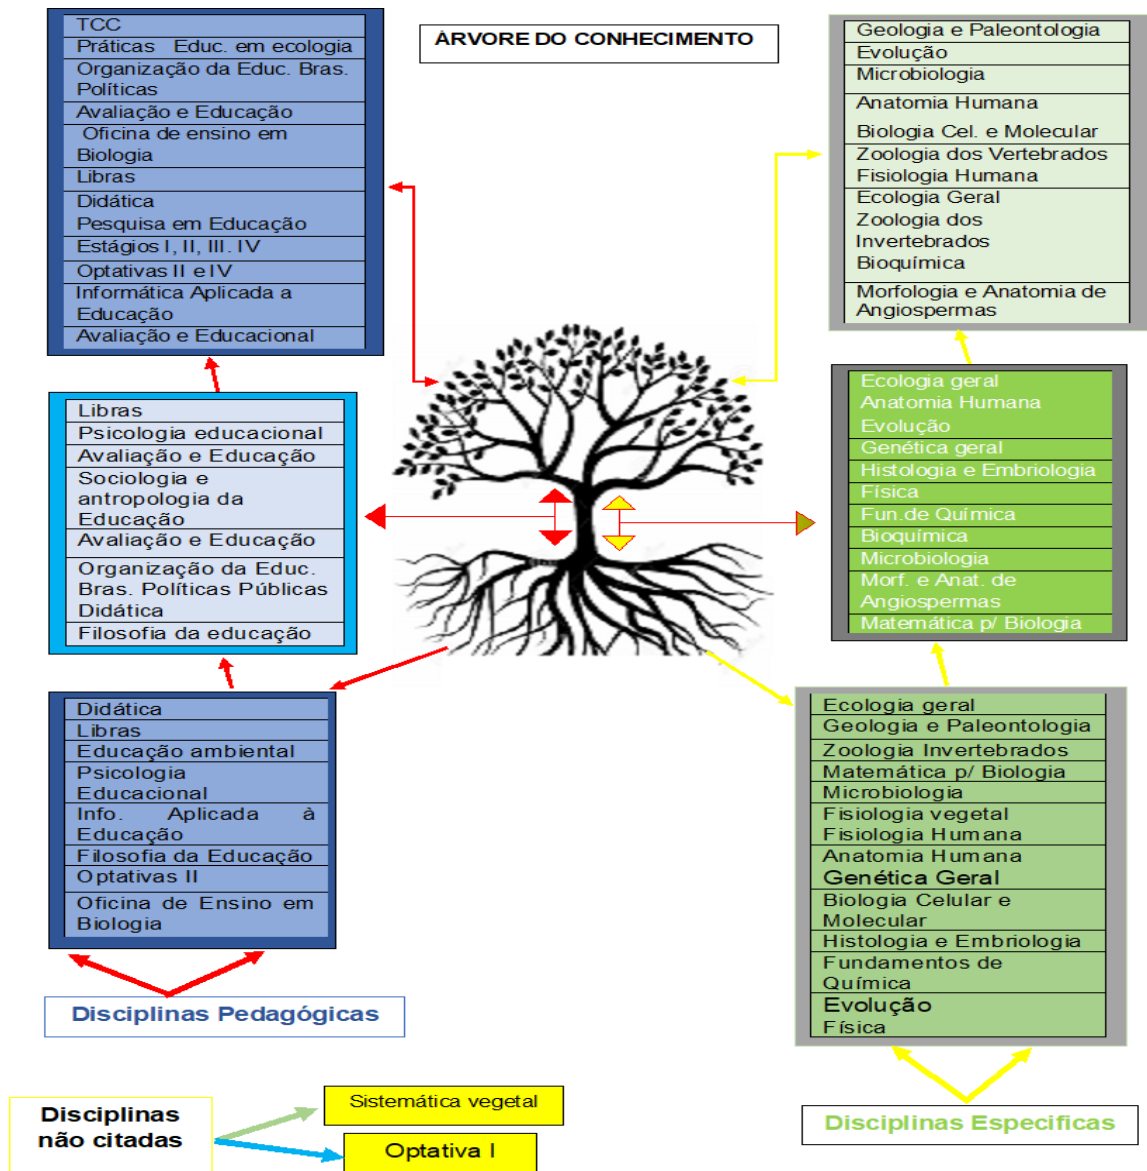 ÁRVORE DO CONHECIMENTO
TCC
Práticas Educ. em ecologia
Organização da Educ. Bras.
Políticas
Avaliação e Educação
Oficina de ensino em
Biologia
Libras
Didática
Pesquisa em Educação
Estágios I, II, III. IV
Optativas II e IV
Informática Aplicada a
Educação
Avaliação e Educacional
Geologia e Paleontologia
Evolução
Microbiologia
Anatomia Humana
Biologia Cel. e Molecular
Zoologia dos Vertebrados
Fisiologia Humana
Ecologia Geral
Zoologia dos
Invertebrados
Bioquímica
Morfologia e Anatomia de
Angiospermas
Libras
Psicologia educacional
Avaliação e Educação
Sociologia e
antropologia da
Educação
Avaliação e Educação
Organização da Educ.
Bras. Políticas Públicas
Didática
Filosofia da educação
Ecologia geral
Anatomia Humana
Evolução
Genética geral
Histologia e Embriologia
Física
Fun.de Química
Bioquímica
Microbiologia
Morf. e Anat. de
Angiospermas
Matemática p/ Biologia
Didática
Libras
Educação ambiental
Psicologia
Educacional
Info. Aplicada à
Educação
Filosofia da Educação
Optativas II
Oficina de Ensino em
Biologia
Ecologia geral
Geologia e Paleontologia
Zoologia Invertebrados
Matemática p/ Biologia
Microbiologia
Fisiologia vegetal
Fisiologia Humana
Anatomia Humana
Genética Geral
Biologia Celular e
Molecular
Histologia e Embriologia
Fundamentos de
Química
Evolução
Física
Disciplinas Pedagógicas
Disciplinas Especificas
Disciplinas
não citadas
Sistemática vegetal
Optativa I